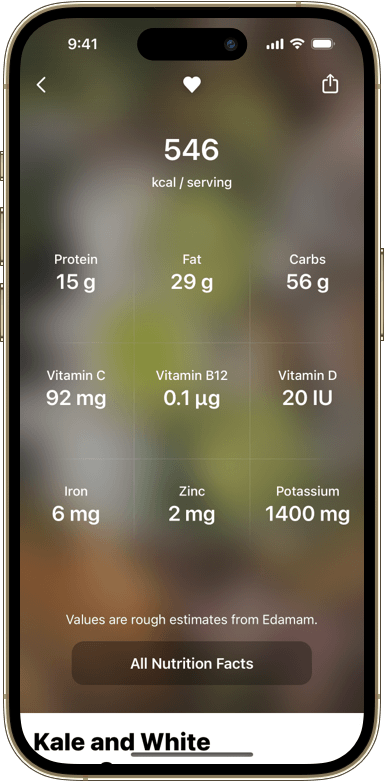 9:41
546
kcal / serving
Protein Fat Carbs
15 g 29 g 56 g
Vitamin C Vitamin B12 Vitamin D
92 mg 0.1 µg 20 IU
Iron Zinc Potassium
6 mg 2 mg 1400 mg
Values are rough estimates from Edamam.
All Nutrition Facts
Kale and White